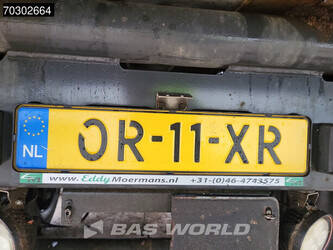 70302664
NL
OR-11-XR
www.EddyMoermans.nl +31-(0)46-4743575
BAS WORLD